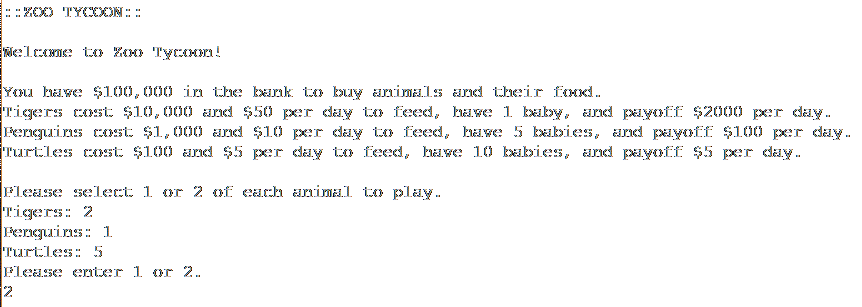 ::ZOO TYCOON::
Welcome to Zoo Tycoon!
You have $100,000 in the bank to buy animals and their food.
Tigers cost $10,000 and $50 per day to feed, have 1 baby, and payoff $2000 per day.
Penguins cost $1,000 and $10 per day to feed, have 5 babies, and payoff $100 per day.
Turtles cost $100 and $5 per day to feed, have 10 babies, and payoff $5 per day.
Please select 1 or 2 of each animal to play.
Tigers: 2
Penguins: 1
Turtles: 5
Please enter 1 or 2.
2